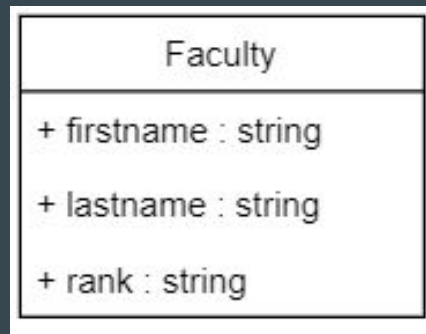 Faculty
+ firstname : string
+ lastname : string
+ rank : string